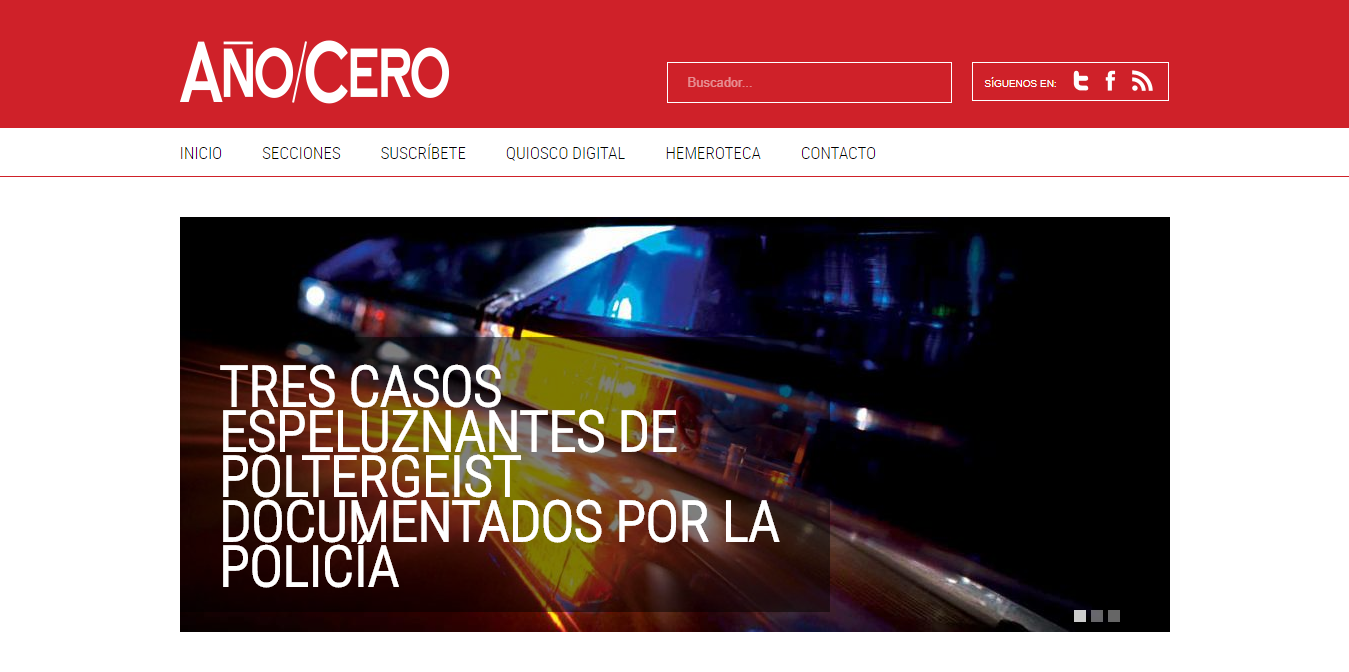 AÑO/CERO
Buscador...
SÍGUENOS EN:
INICIO SECCIONES SUSCRÍBETE QUIOSCO DIGITAL HEMEROTECA CONTACTO
TRES CASOS
ESPELUZNANTES DE
POLTERGEIST
DOCUMENTADOS POR LA
POLICÍA